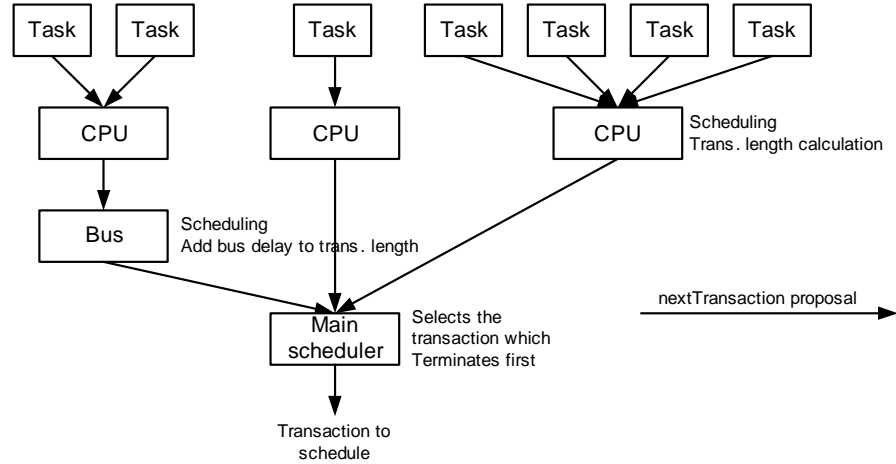 Task
Task
Task
Task
Task
Task
Task
CPU
CPU
CPU
Scheduling
Trans. length calculation
Bus
Scheduling
Add bus delay to trans. length
Main
scheduler
Selects the
transaction which
Terminates first
nextTransaction proposal
Transaction to
schedule